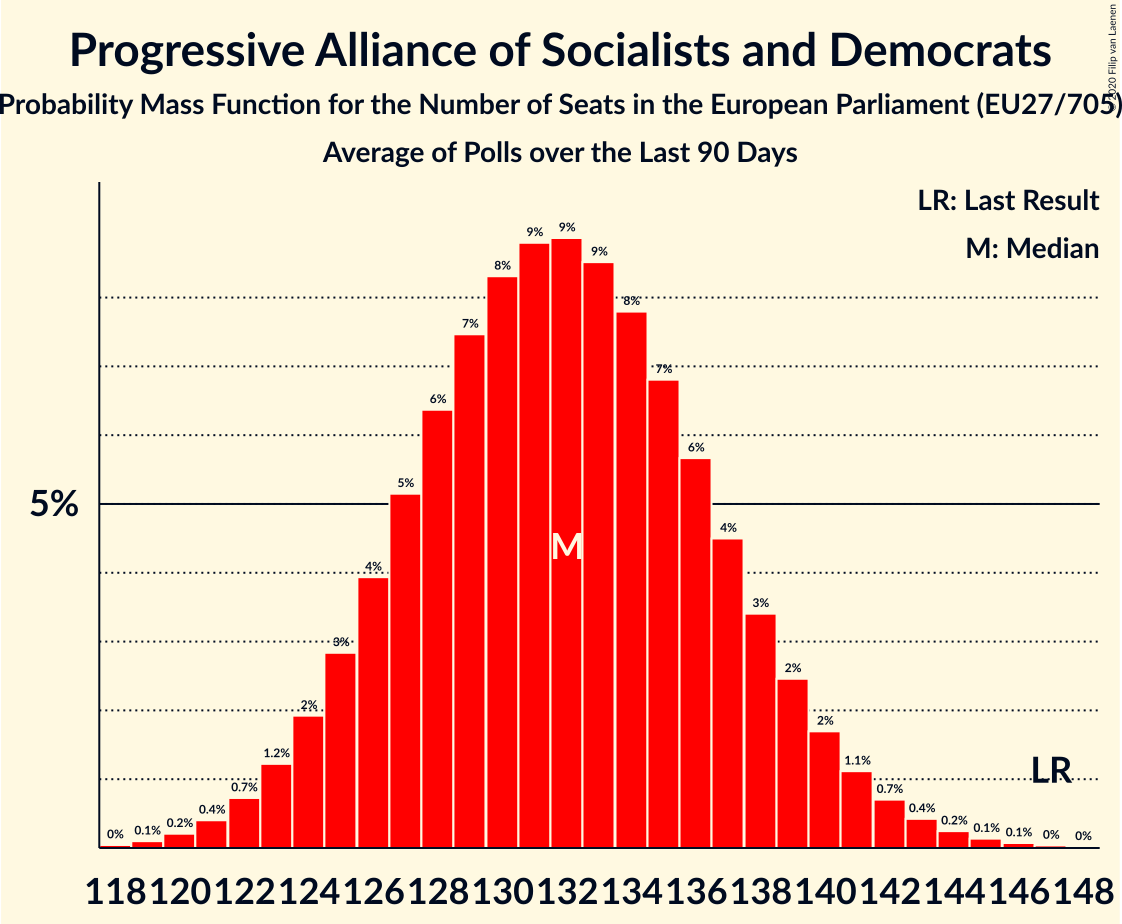 Progressive Alliance of Socialists and Democrats
© 2020 Filip van Laenen
Probability Mass Function for the Number of Seats in the European Parliament (EU27/705)
Average of Polls over the Last 90 Days
LR: Last Result
M: Median
9% 9% 9%
8% 8%
7% 7%
6% 6%
5%
5%
M
4% 4%
3% 3%
2% 2% 2%
LR
1.2% 1.1%
0% 0.1% 0.2% 0.4% 0.7% 0.7% 0.4% 0.2% 0.1% 0.1% 0% 0%
118 120 122 124 126 128 130 132 134 136 138 140 142 144 146 148